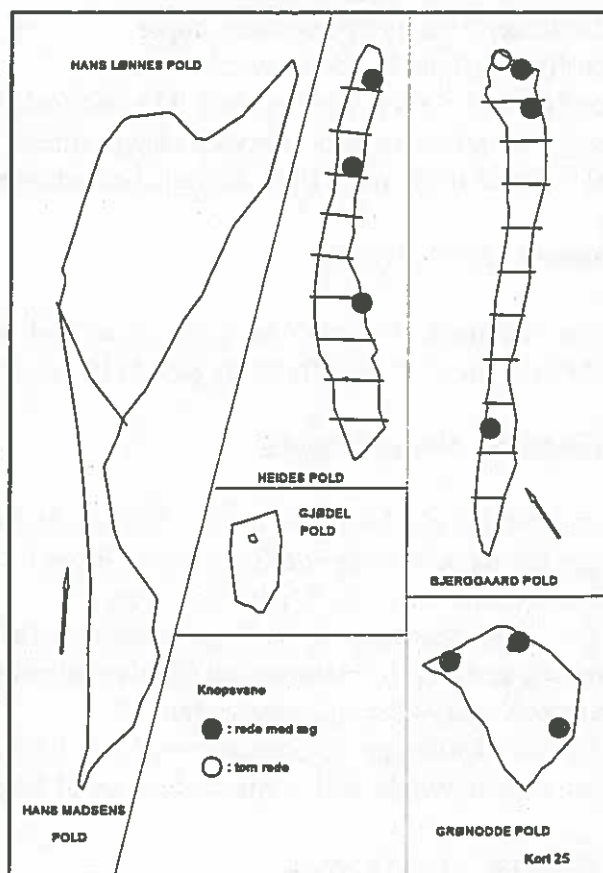 HANS LØNNES POLD
HEIDES POLD
GJØDEL
POLD
BJERGGAARD POLD
Knopsvane
: rede med æg
: tom rede
HANS MADSENS
POLD
GRØNODDE POLD
Kort 25